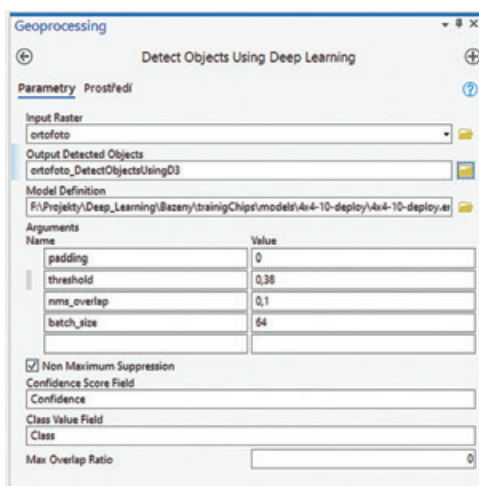 Geoprocessing
Detect Objects Using Deep Learning
Parametry Prostředí
Input Raster
ortofoto
Output Detected Objects
ortofoto_DetectObjectsUsingD3
Model Definition
F:\Projekty\Deep_Learning\Bazeny\trainigChips\models\4x4-10-deploy\4x4-10-deploy.er
Arguments
Name Value
padding 0
threshold 0,38
nms_overlap 0,1
batch_size 64
Non Maximum Suppression
Confidence Score Field
Confidence
Class Value Field
Class
Max Overlap Ratio 0